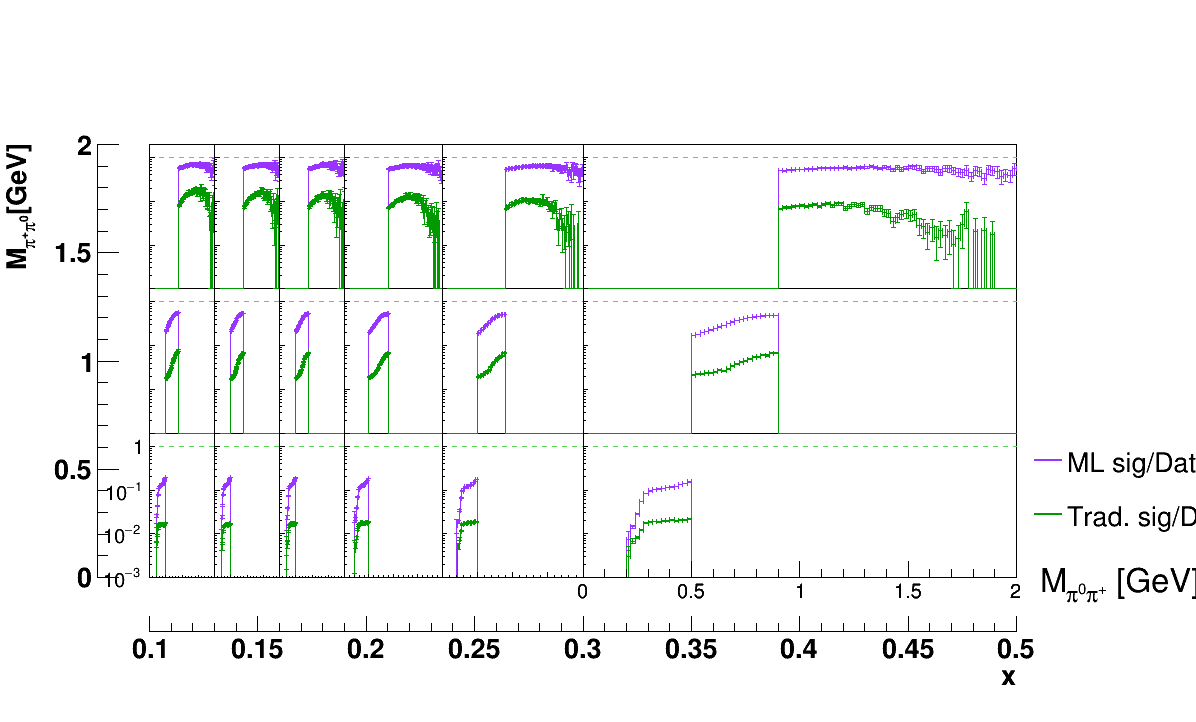 M_{π⁺π⁰}[GeV]
2
1.5
1
0.5
0
1
10⁻¹
10⁻²
10⁻³
0 0.5 1 1.5 2
M_{π⁰π⁺} [GeV]
ML sig/Dat
Trad. sig/D
0.1 0.15 0.2 0.25 0.3 0.35 0.4 0.45 0.5
x